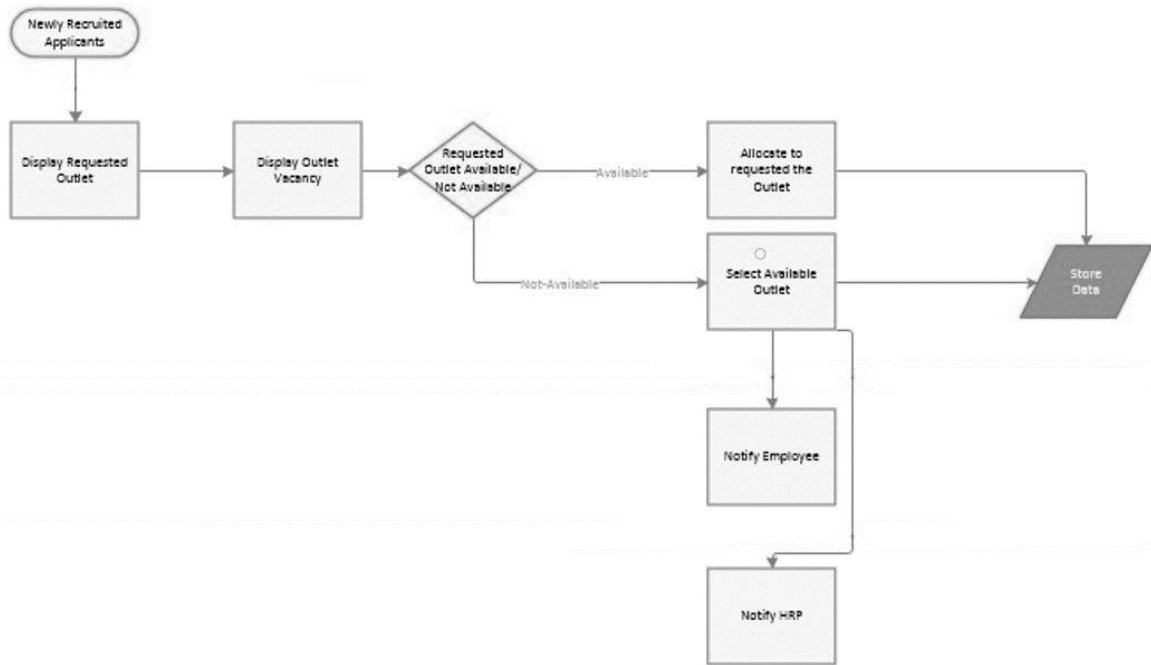 Newly Recruited
Applicants
Display Requested
Outlet
Display Outlet
Vacancy
Requested
Outlet Available/
Not Available
Available
Allocate to
requested the
Outlet
Not-Available
Select Available
Outlet
Store
Data
Notify Employee
Notify HRP